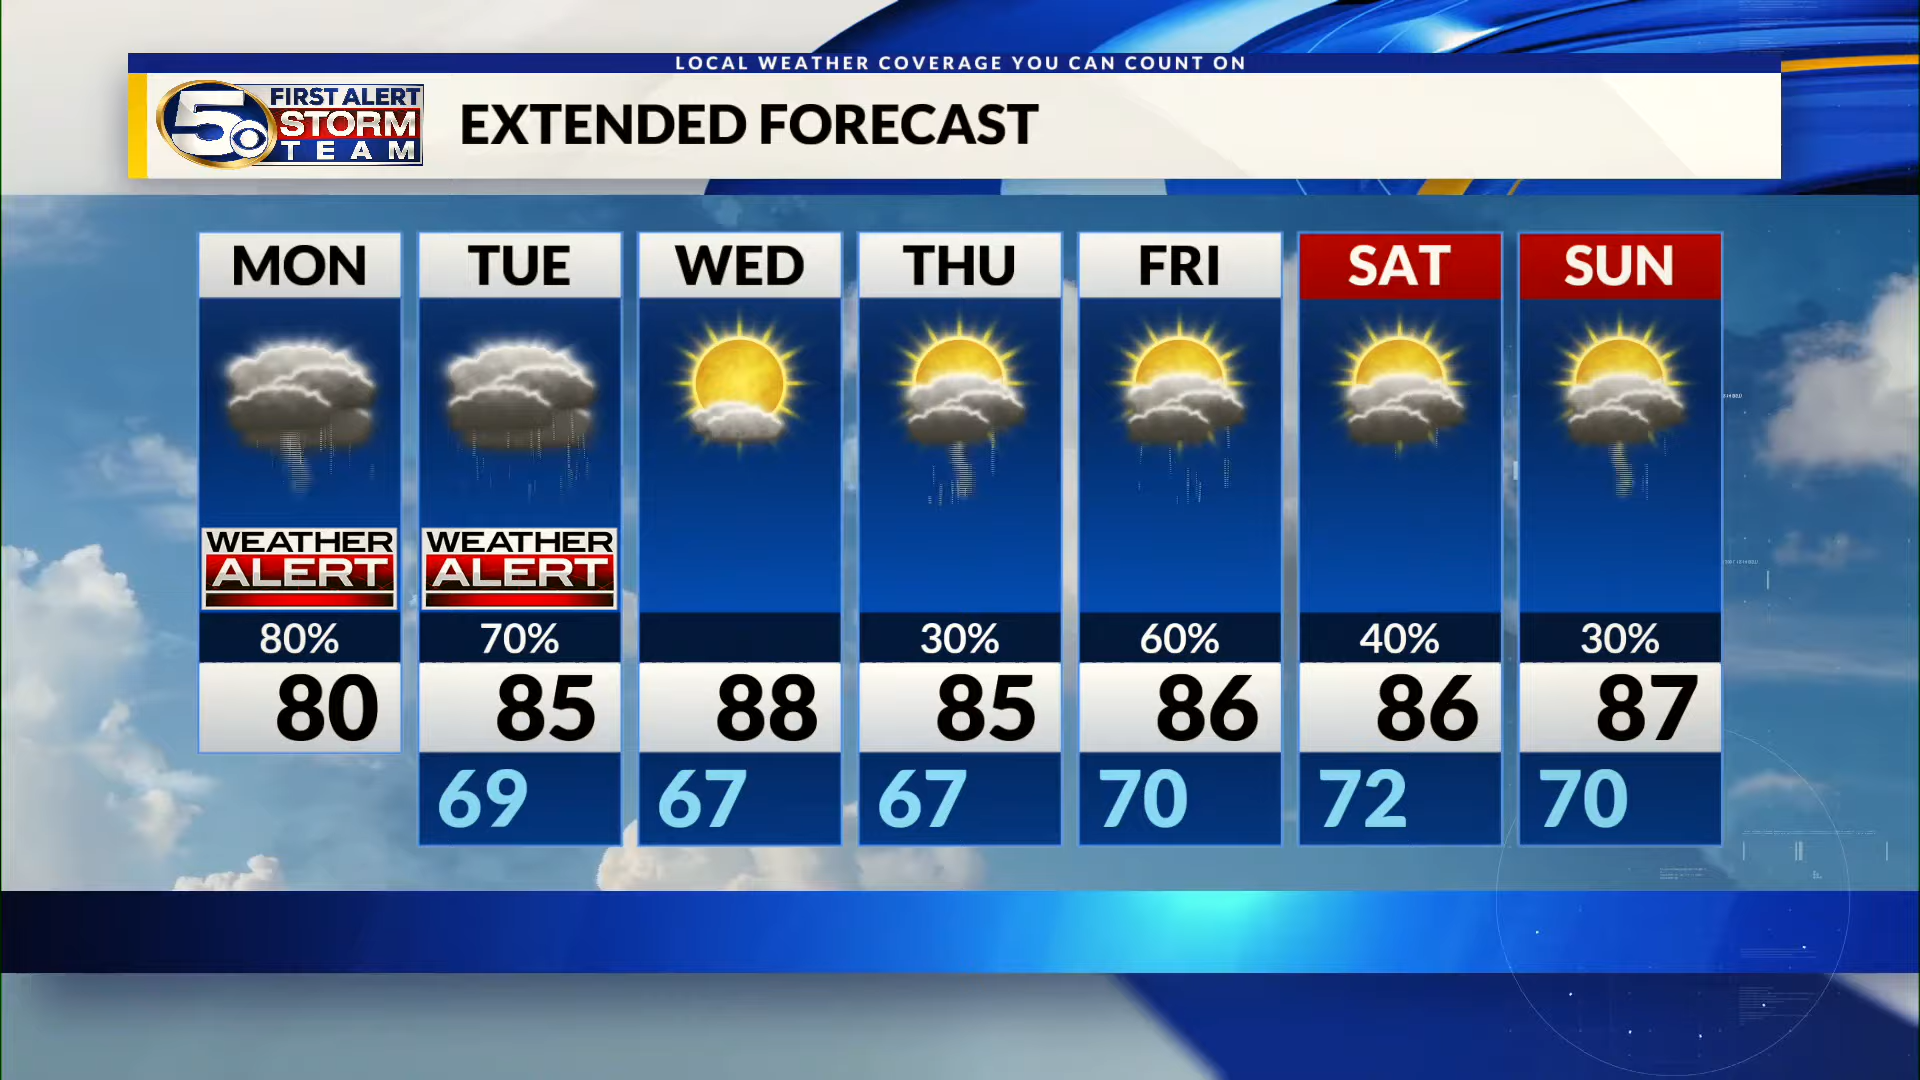 LOCAL WEATHER COVERAGE YOU CAN COUNT ON
5 FIRST ALERT
STORM
TEAM
EXTENDED FORECAST
MON TUE WED THU FRI SAT SUN
WEATHER WEATHER
ALERT ALERT
80% 70% 30% 60% 40% 30%
80 85 88 85 86 86 87
69 67 67 70 72 70